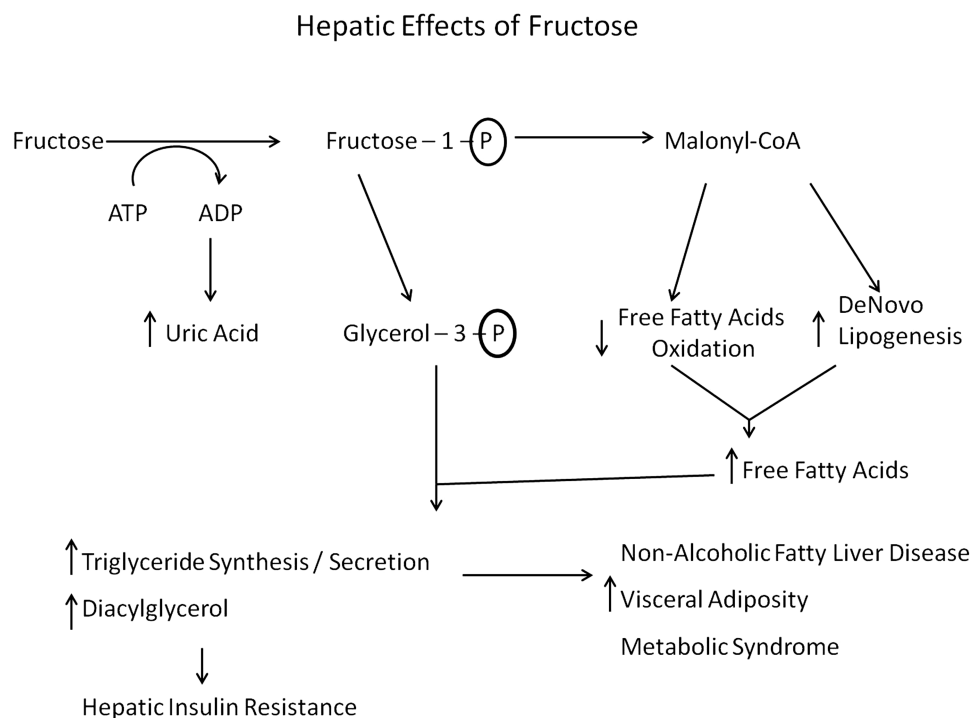 Hepatic Effects of Fructose
Fructose
Fructose – 1 – P
Malonyl-CoA
ATP
ADP
Uric Acid
Glycerol – 3 – P
Free Fatty Acids
Oxidation
DeNovo
Lipogenesis
Free Fatty Acids
Triglyceride Synthesis / Secretion
Diacylglycerol
Non-Alcoholic Fatty Liver Disease
Visceral Adiposity
Metabolic Syndrome
Hepatic Insulin Resistance